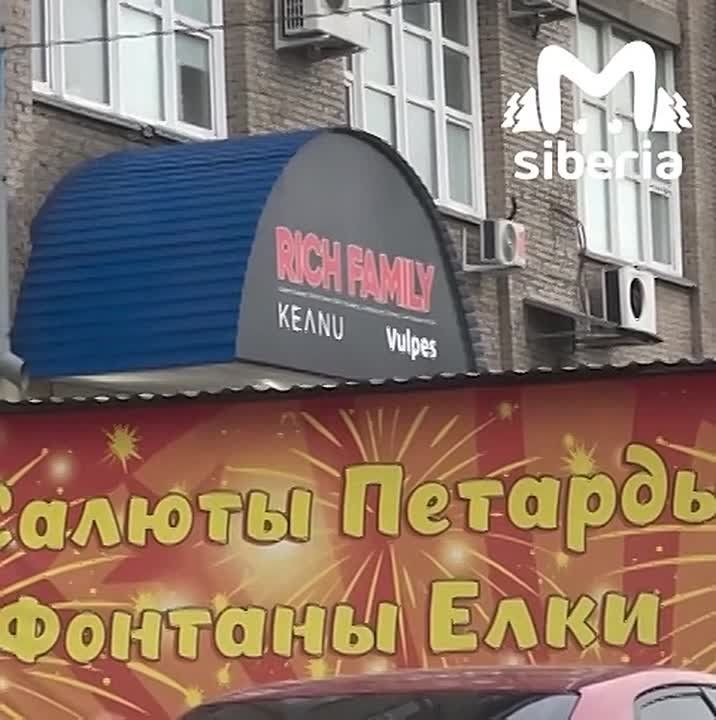 M
siberia
RICH FAMILY
KEANU
Vulpes
Салюты Петарды
Фонтаны Елки